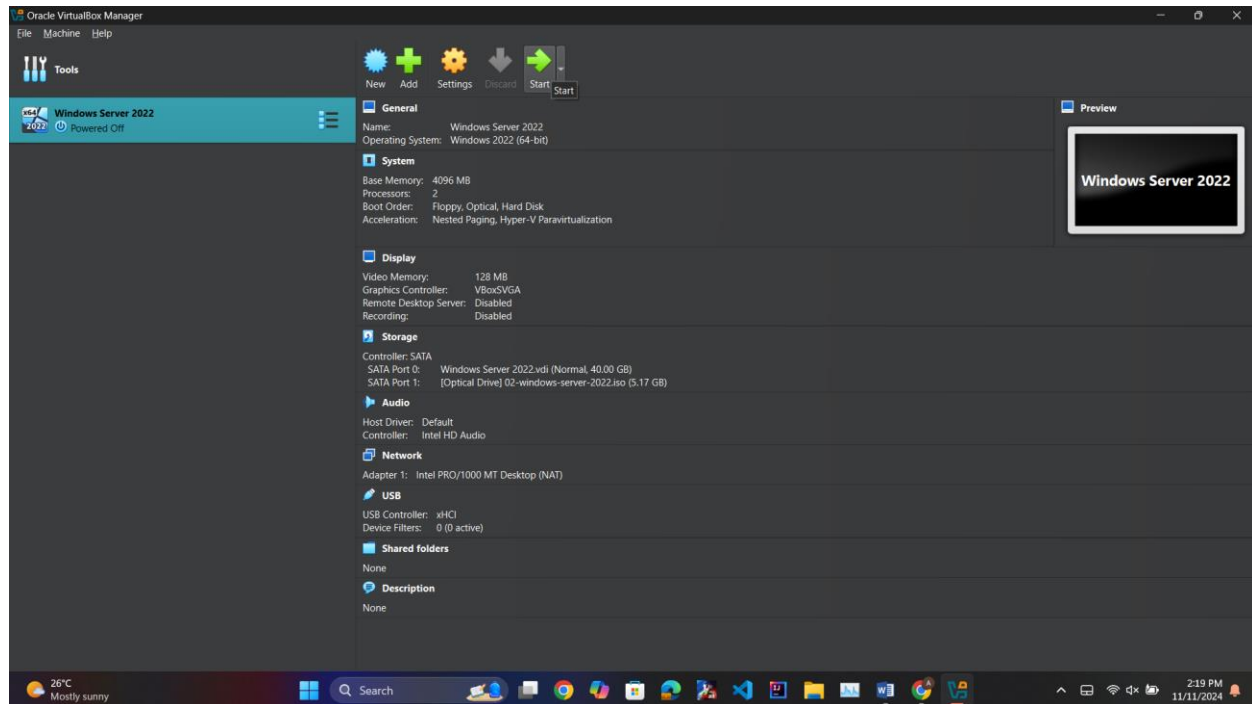 Oracle VirtualBox Manager
File Machine Help
Tools
New Add Settings Discard Start
Start
Windows Server 2022
Powered Off
x64
2022
General
Name: Windows Server 2022
Operating System: Windows 2022 (64-bit)
System
Base Memory: 4096 MB
Processors: 2
Boot Order: Floppy, Optical, Hard Disk
Acceleration: Nested Paging, Hyper-V Paravirtualization
Display
Video Memory: 128 MB
Graphics Controller: VBoxSVGA
Remote Desktop Server: Disabled
Recording: Disabled
Storage
Controller: SATA
SATA Port 0: Windows Server 2022.vdi (Normal, 40.00 GB)
SATA Port 1: [Optical Drive] 02-windows-server-2022.iso (5.17 GB)
Audio
Host Driver: Default
Controller: Intel HD Audio
Network
Adapter 1: Intel PRO/1000 MT Desktop (NAT)
USB
USB Controller: xHCI
Device Filters: 0 (0 active)
Shared folders
None
Description
None
Preview
Windows Server 2022
26°C
Mostly sunny
Search
2:19 PM
11/11/2024